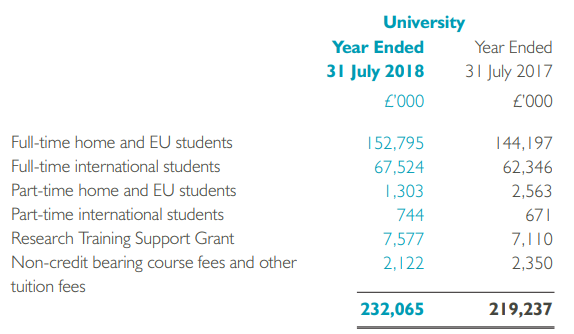 University
Year Ended Year Ended
31 July 2018 31 July 2017
£'000 £'000
Full-time home and EU students 152,795 144,197
Full-time international students 67,524 62,346
Part-time home and EU students 1,303 2,563
Part-time international students 744 671
Research Training Support Grant 7,577 7,110
Non-credit bearing course fees and other 2,122 2,350
tuition fees
232,065 219,237